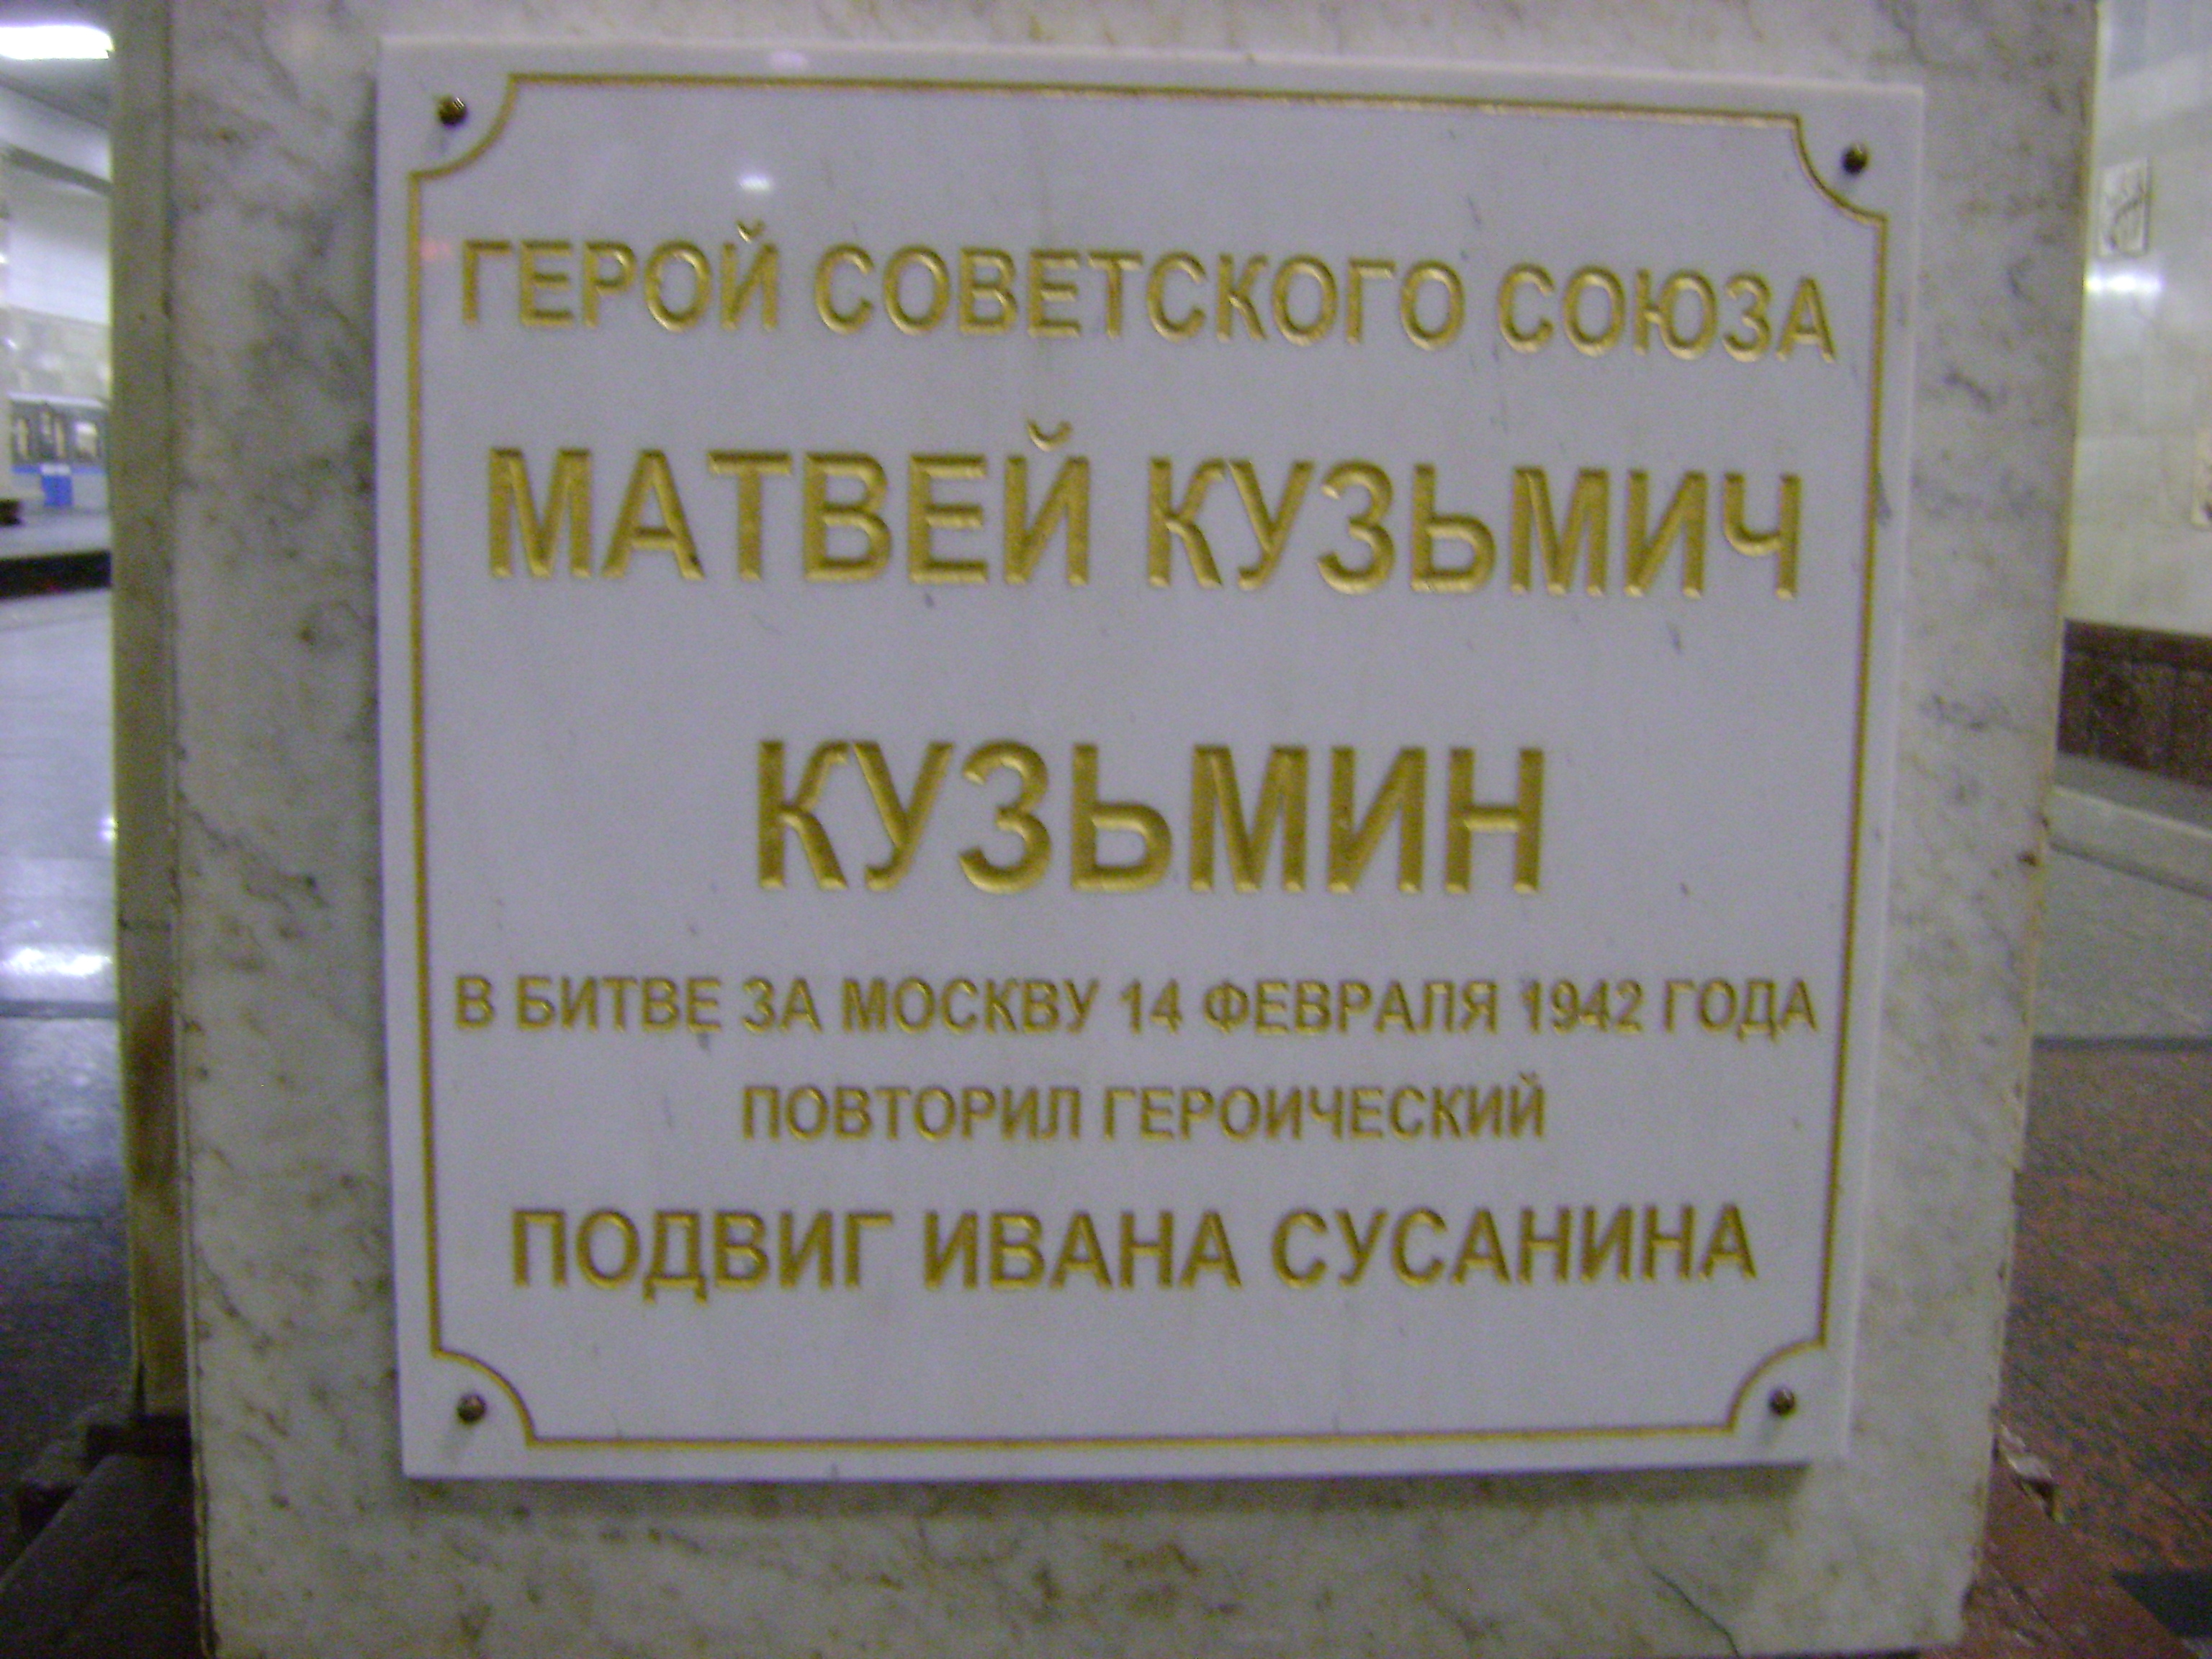 ГЕРОЙ СОВЕТСКОГО СОЮЗА
МАТВЕЙ КУЗЬМИЧ
КУЗЬМИН
В БИТВЕ ЗА МОСКВУ 14 ФЕВРАЛЯ 1942 ГОДА
ПОВТОРИЛ ГЕРОИЧЕСКИЙ
ПОДВИГ ИВАНА СУСАНИНА